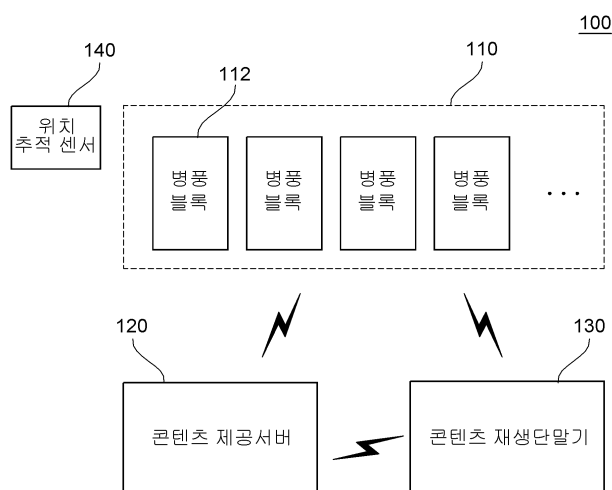 100
140
110
112
위치
추적 센서
병풍
블록
병풍
블록
병풍
블록
병풍
블록
...
120
130
콘텐츠 제공서버
콘텐츠 재생단말기